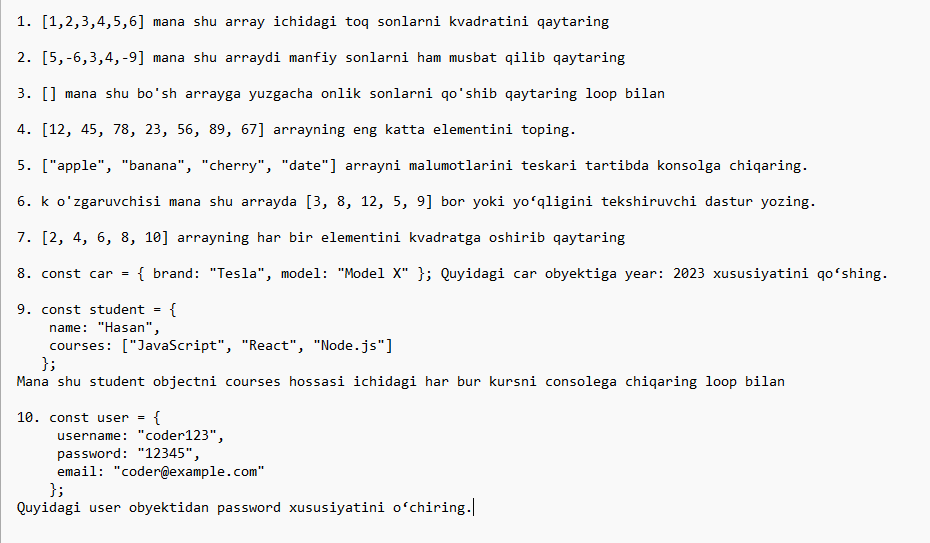 1. [1,2,3,4,5,6] mana shu array ichidagi toq sonlarni kvadratini qaytaring
2. [5,-6,3,4,-9] mana shu arraydi manfiy sonlarni ham musbat qilib qaytaring
3. [] mana shu bo'sh arrayga yuzgacha onlik sonlarni qo'shib qaytaring loop bilan
4. [12, 45, 78, 23, 56, 89, 67] arrayning eng katta elementini toping.
5. ["apple", "banana", "cherry", "date"] arrayni malumotlarini teskari tartibda konsolga chiqaring.
6. k o'zgaruvchisi mana shu arrayda [3, 8, 12, 5, 9] bor yoki yo‘qligini tekshiruvchi dastur yozing.
7. [2, 4, 6, 8, 10] arrayning har bir elementini kvadratga oshirib qaytaring
8. const car = { brand: "Tesla", model: "Model X" }; Quyidagi car obyektiga year: 2023 xususiyatini qo‘shing.
9. const student = {
name: "Hasan",
courses: ["JavaScript", "React", "Node.js"]
};
Mana shu student objectni courses hossasi ichidagi har bur kursni consolega chiqaring loop bilan
10. const user = {
username: "coder123",
password: "12345",
email: "coder@example.com"
};
Quyidagi user obyektidan password xususiyatini o‘chiring.